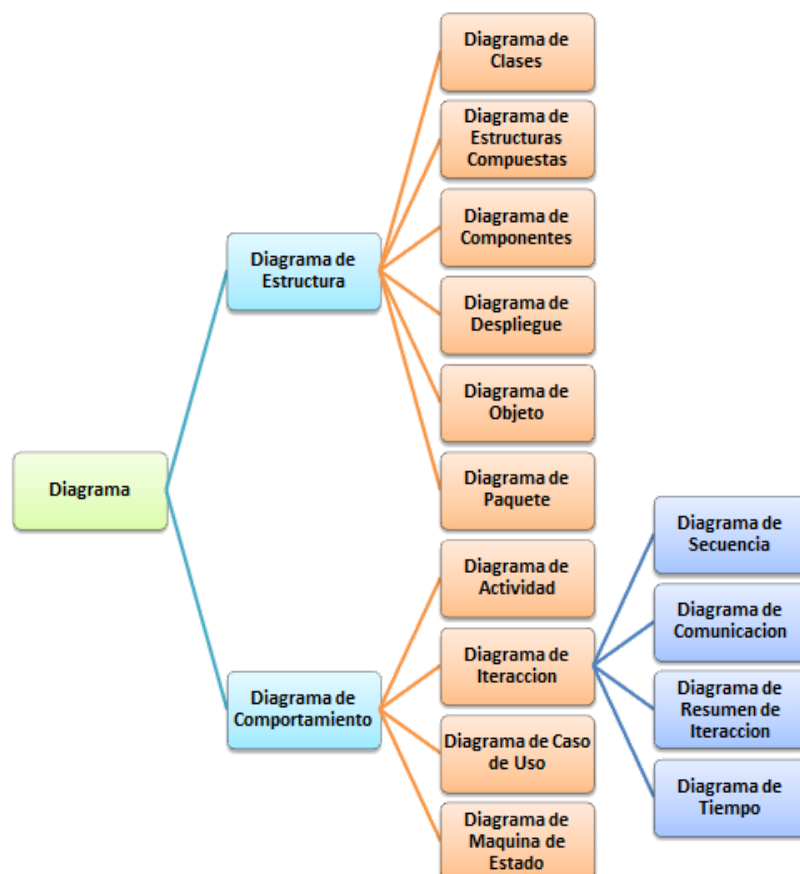 Diagrama
Diagrama de
Estructura
Diagrama de
Clases
Diagrama de
Estructuras
Compuestas
Diagrama de
Componentes
Diagrama de
Despliegue
Diagrama de
Objeto
Diagrama de
Paquete
Diagrama de
Comportamiento
Diagrama de
Actividad
Diagrama de
Iteraccion
Diagrama de
Secuencia
Diagrama de
Comunicacion
Diagrama de
Resumen de
Iteraccion
Diagrama de
Tiempo
Diagrama de Caso
de Uso
Diagrama de
Maquina de
Estado